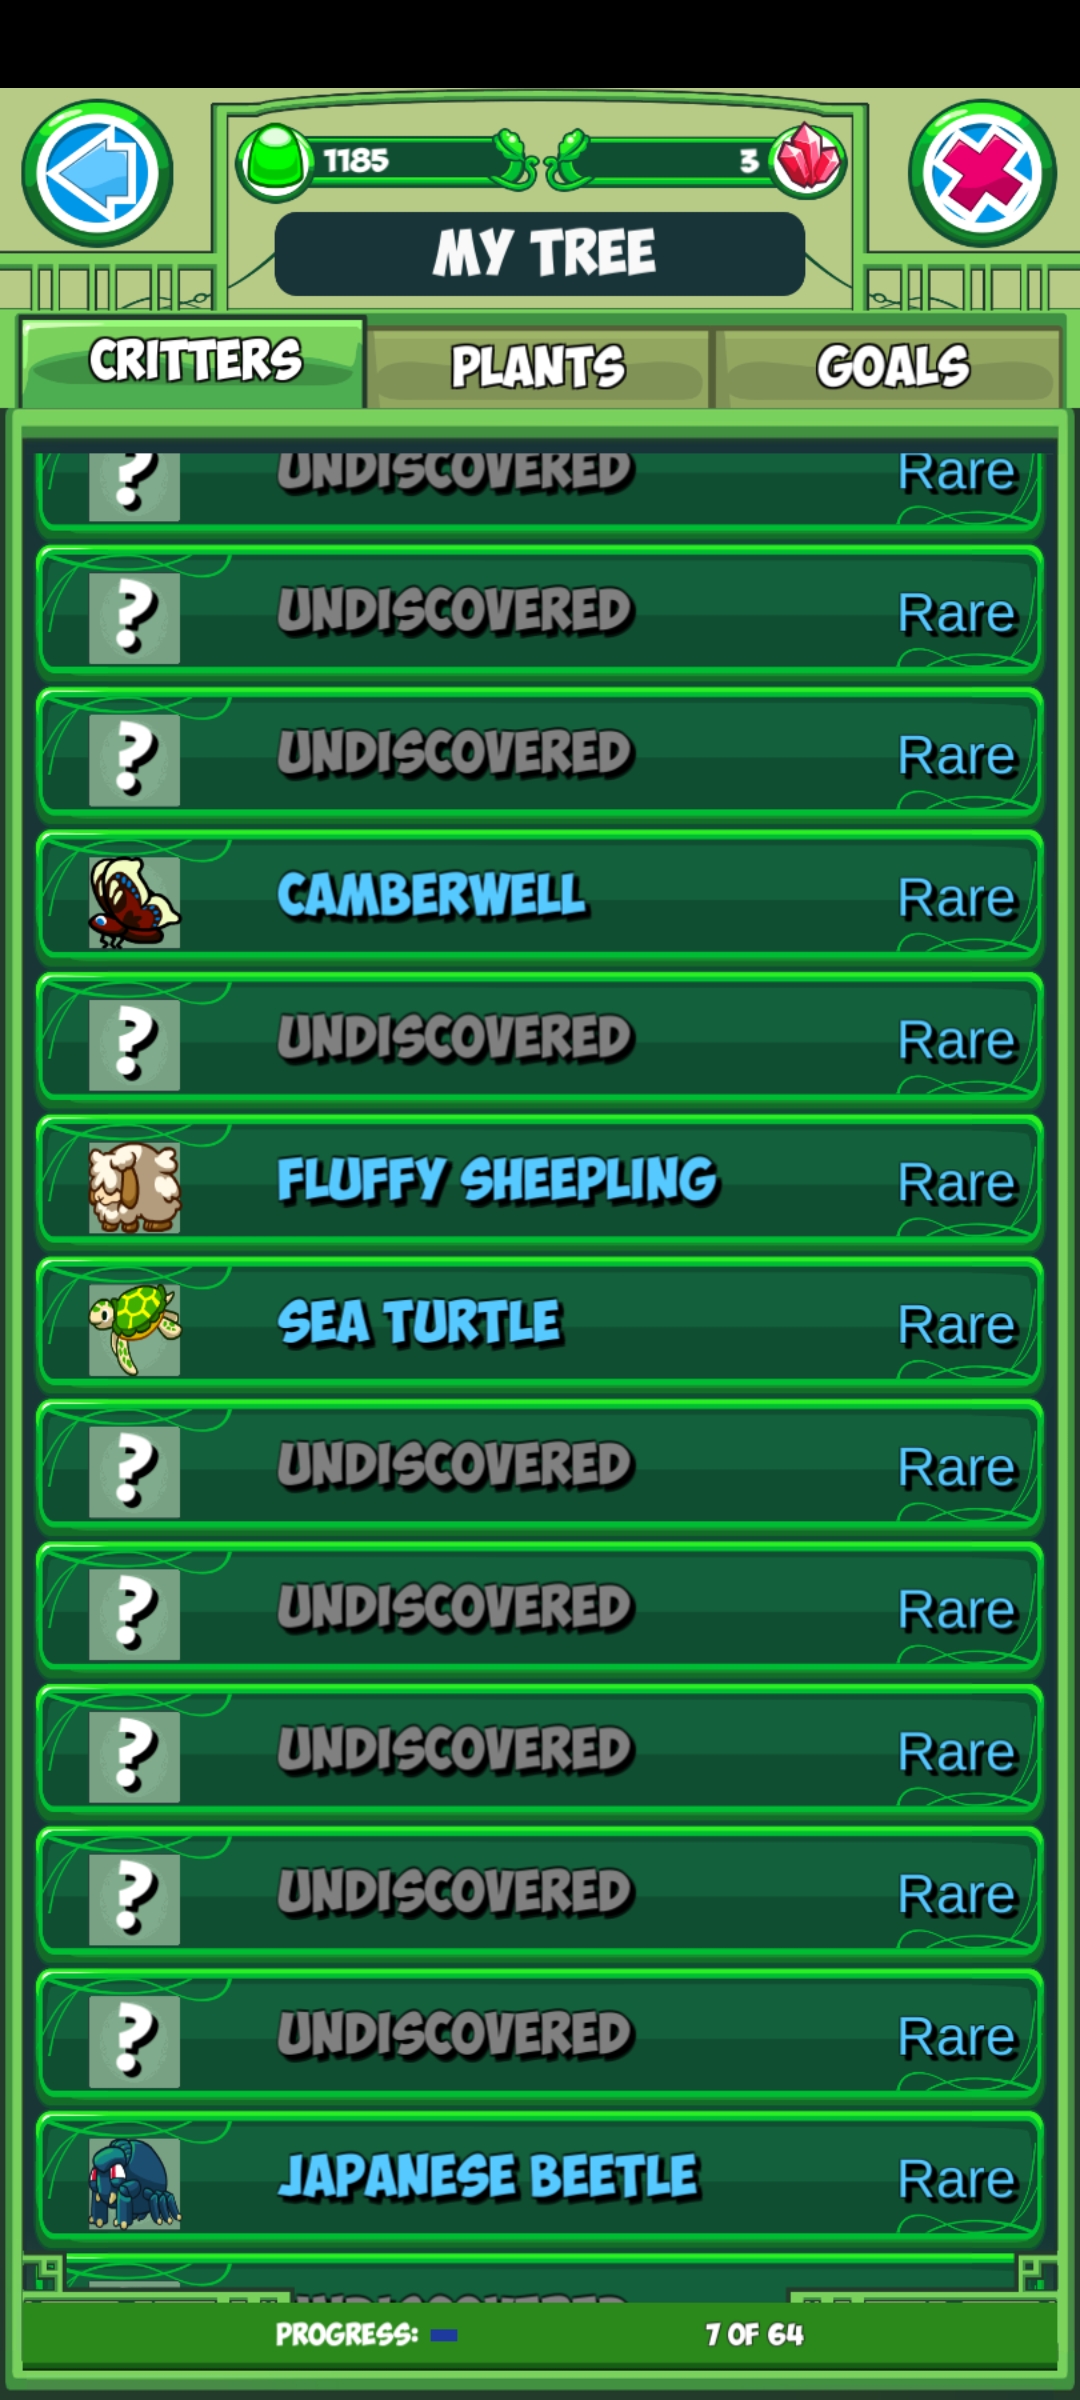 1185
3
MY TREE
CRITTERS
PLANTS
GOALS
UNDISCOVERED Rare
? UNDISCOVERED Rare
? UNDISCOVERED Rare
CAMBERWELL Rare
? UNDISCOVERED Rare
FLUFFY SHEEPLING Rare
SEA TURTLE Rare
? UNDISCOVERED Rare
? UNDISCOVERED Rare
? UNDISCOVERED Rare
? UNDISCOVERED Rare
? UNDISCOVERED Rare
JAPANESE BEETLE Rare
PROGRESS: 7 OF 64